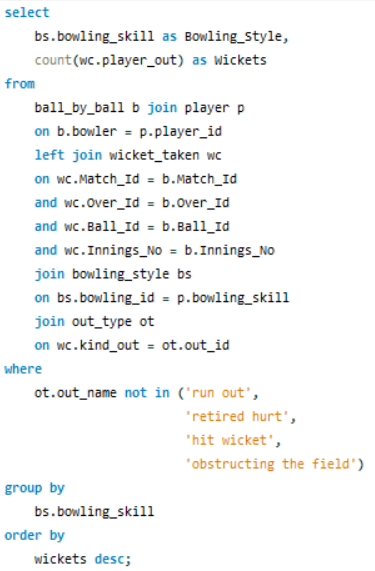 select
    bs.bowling_skill as Bowling_Style,
    count(wc.player_out) as Wickets
from
    ball_by_ball b join player p
    on b.bowler = p.player_id
    left join wicket_taken wc
    on wc.Match_Id = b.Match_Id
    and wc.Over_Id = b.Over_Id
    and wc.Ball_Id = b.Ball_Id
    and wc.Innings_No = b.Innings_No
    join bowling_style bs
    on bs.bowling_id = p.bowling_skill
    join out_type ot
    on wc.kind_out = ot.out_id
where
    ot.out_name not in ('run out',
                        'retired hurt',
                        'hit wicket',
                        'obstructing the field')
group by
    bs.bowling_skill
order by
    wickets desc;